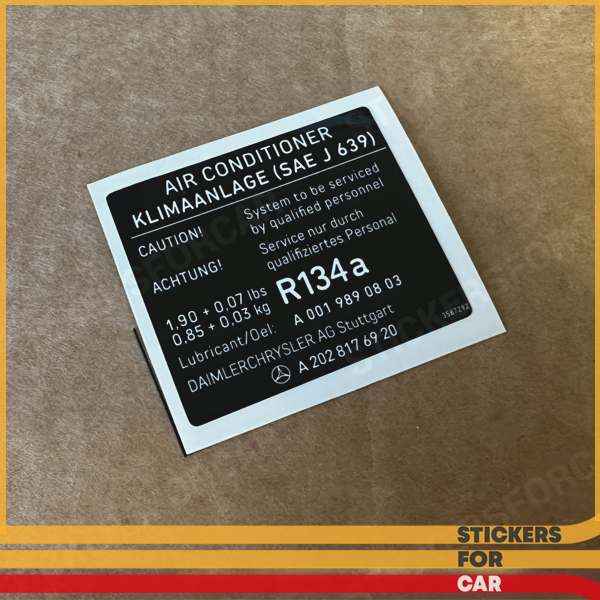 AIR CONDITIONER
KLIMAANLAGE (SAE J 639)
CAUTION!
System to be serviced
by qualified personnel
ACHTUNG!
Service nur durch
qualifiziertes Personal
1,90 + 0,07 lbs
0,85 + 0,03 kg
R134a
Lubricant/Oel:
A 001 989 08 03
DAIMLERCHRYSLER AG Stuttgart
A 202 817 69 20
3587292
STICKERS
FOR
CAR